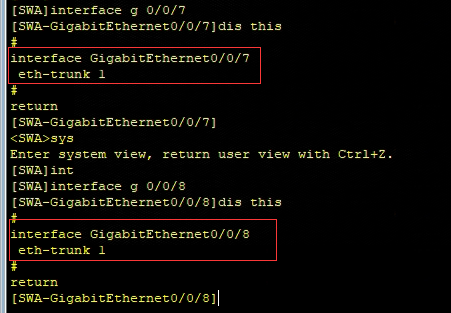 [SWA]interface g 0/0/7
[SWA-GigabitEthernet0/0/7]dis this
#
interface GigabitEthernet0/0/7
 eth-trunk 1
#
return
[SWA-GigabitEthernet0/0/7]
<SWA>sys
Enter system view, return user view with Ctrl+Z.
[SWA]int
[SWA]interface g 0/0/8
[SWA-GigabitEthernet0/0/8]dis this
#
interface GigabitEthernet0/0/8
 eth-trunk 1
#
return
[SWA-GigabitEthernet0/0/8]